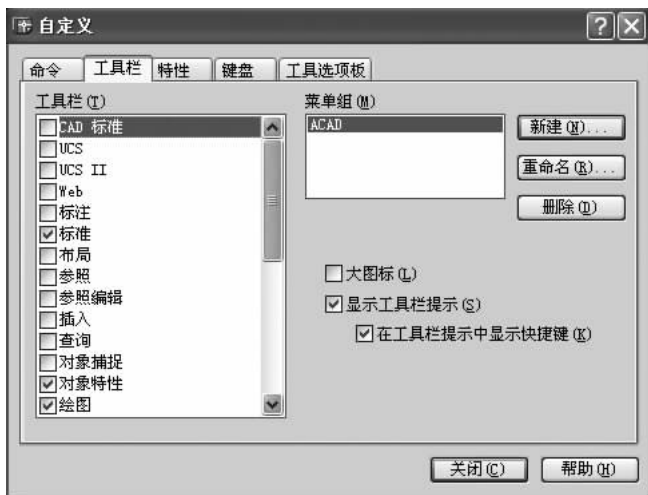 自定义
命令 工具栏 特性 键盘 工具选项板
工具栏(T)
CAD 标准
UCS
UCS II
Web
标注
标准
布局
参照
参照编辑
插入
查询
对象捕捉
对象特性
绘图
菜单组(M)
ACAD
新建(N)...
重命名(R)...
删除(D)
大图标(L)
显示工具栏提示(S)
在工具栏提示中显示快捷键(K)
关闭(C) 帮助(H)